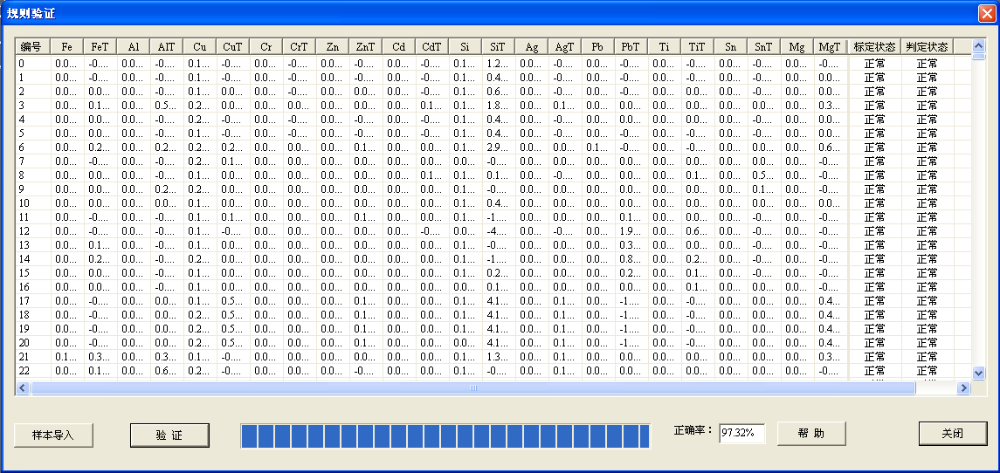 规则验证
编号 Fe FeT Al AlT Cu CuT Cr CrT Zn ZnT Cd CdT Si SiT Ag AgT Pb PbT Ti TiT Sn SnT Mg MgT 标定状态 判定状态
0 0.0... -0.... 0.0... -0.... 0.1... -0.... 0.0... -0.... 0.0... -0.... 0.0... -0.... 0.1... 1.2... 0.0... -0.... 0.0... -0.... 0.0... -0.... 0.0... -0.... 0.0... -0.... 正常 正常
1 0.0... -0.... 0.0... -0.... 0.1... -0.... 0.0... -0.... 0.0... -0.... 0.0... -0.... 0.1... 0.4... 0.0... -0.... 0.0... -0.... 0.0... -0.... 0.0... -0.... 0.0... -0.... 正常 正常
2 0.0... -0.... 0.0... -0.... 0.1... 0.0... 0.0... -0.... 0.0... -0.... 0.0... -0.... 0.1... 0.6... 0.0... -0.... 0.0... -0.... 0.0... 0.0... 0.0... 0.0... 0.0... -0.... 正常 正常
3 0.0... 0.1... 0.0... 0.5... 0.2... 0.0... 0.0... 0.0... 0.0... 0.0... 0.0... 0.1... 0.1... 1.8... 0.0... 0.1... 0.0... -0.... 0.0... 0.0... 0.0... 0.0... 0.0... 0.3... 正常 正常
4 0.0... 0.0... 0.0... -0.... 0.2... -0.... 0.0... -0.... 0.0... -0.... 0.0... -0.... 0.1... 0.4... 0.0... -0.... 0.0... -0.... 0.0... 0.0... 0.0... -0.... 0.0... -0.... 正常 正常
5 0.0... 0.0... 0.0... -0.... 0.1... -0.... 0.0... -0.... 0.0... -0.... 0.0... -0.... 0.1... 0.4... 0.0... -0.... 0.0... -0.... 0.0... -0.... 0.0... -0.... 0.0... -0.... 正常 正常
6 0.0... 0.2... 0.0... 0.2... 0.2... 0.2... 0.0... 0.0... 0.0... 0.1... 0.0... -0.... 0.1... 2.9... 0.0... 0.0... 0.1... -0.... 0.0... -0.... 0.0... -0.... 0.0... 0.6... 正常 正常
7 0.0... -0.... 0.0... -0.... 0.2... 0.1... 0.0... 0.0... 0.0... 0.0... 0.0... 0.0... 0.0... -0.... 0.0... 0.0... 0.0... 0.0... 0.0... 0.0... 0.0... -0.... 0.0... -0.... 正常 正常
8 0.0... -0.... 0.0... -0.... 0.1... 0.0... 0.0... 0.0... 0.0... 0.0... 0.0... 0.1... 0.1... 0.1... 0.0... -0.... 0.0... -0.... 0.0... 0.1... 0.0... 0.5... 0.0... -0.... 正常 正常
9 0.0... 0.0... 0.0... 0.2... 0.2... 0.0... 0.0... 0.0... 0.0... 0.0... 0.0... 0.0... 0.1... -0.... 0.0... 0.0... 0.0... 0.0... 0.0... 0.0... 0.0... 0.1... 0.0... -0.... 正常 正常
10 0.0... 0.0... 0.0... 0.0... 0.1... 0.0... 0.0... 0.0... 0.0... 0.0... 0.0... 0.0... 0.1... 0.4... 0.0... 0.0... 0.0... 0.0... 0.0... 0.0... 0.0... 0.0... 0.0... 0.0... 正常 正常
11 0.0... -0.... 0.0... -0.... 0.1... 0.1... 0.0... 0.0... 0.0... 0.1... 0.0... 0.0... 0.1... -1.... 0.0... 0.0... 0.0... 0.1... 0.0... 0.0... 0.0... -0.... 0.0... -0.... 正常 正常
12 0.0... -0.... 0.0... -0.... 0.1... -0.... 0.0... 0.0... 0.0... 0.0... 0.0... -0.... 0.0... -4.... 0.0... -0.... 0.0... 1.9... 0.0... 0.6... 0.0... -0.... 0.0... -0.... 正常 正常
13 0.0... 0.1... 0.0... -0.... 0.1... 0.0... 0.0... 0.0... 0.0... 0.0... 0.0... 0.0... 0.1... -0.... 0.0... 0.0... 0.0... 0.3... 0.0... 0.0... 0.0... -0.... 0.0... -0.... 正常 正常
14 0.0... 0.2... 0.0... -0.... 0.2... 0.0... 0.0... 0.0... 0.0... 0.0... 0.0... 0.0... 0.0... -1.... 0.0... 0.0... 0.0... 0.8... 0.0... 0.2... 0.0... -0.... 0.0... -0.... 正常 正常
15 0.0... -0.... 0.0... -0.... 0.1... 0.0... 0.0... 0.0... 0.0... 0.0... 0.0... 0.0... 0.1... 0.2... 0.0... 0.0... 0.0... 0.2... 0.0... 0.1... 0.0... -0.... 0.0... -0.... 正常 正常
16 0.0... -0.... 0.0... -0.... 0.1... 0.0... 0.0... 0.0... 0.0... 0.0... 0.0... 0.0... 0.0... 0.1... 0.0... 0.0... 0.0... -0.... 0.0... 0.1... 0.0... 0.0... 0.0... -0.... 正常 正常
17 0.0... -0.... 0.0... 0.0... 0.1... 0.5... 0.0... 0.0... 0.0... 0.1... 0.0... 0.0... 0.1... 4.1... 0.0... 0.1... 0.0... -1.... 0.0... -0.... 0.0... -0.... 0.0... 0.4... 正常 正常
18 0.0... -0.... 0.0... 0.0... 0.2... 0.5... 0.0... 0.0... 0.0... 0.1... 0.0... 0.0... 0.1... 4.1... 0.0... 0.1... 0.0... -1.... 0.0... -0.... 0.0... -0.... 0.0... 0.4... 正常 正常
19 0.0... -0.... 0.0... 0.0... 0.2... 0.5... 0.0... 0.0... 0.0... 0.1... 0.0... 0.0... 0.1... 4.1... 0.0... 0.1... 0.0... -1.... 0.0... -0.... 0.0... -0.... 0.0... 0.4... 正常 正常
20 0.0... -0.... 0.0... 0.0... 0.2... 0.5... 0.0... 0.0... 0.0... 0.1... 0.0... 0.0... 0.1... 4.1... 0.0... 0.1... 0.0... -1.... 0.0... -0.... 0.0... -0.... 0.0... 0.4... 正常 正常
21 0.1... 0.3... 0.0... 0.3... 0.1... -0.... 0.0... 0.0... 0.0... 0.0... 0.0... 0.0... 0.1... 1.3... 0.0... 0.1... 0.0... 0.0... 0.0... 0.0... 0.0... -0.... 0.0... 0.3... 正常 正常
22 0.0... 0.1... 0.0... 0.6... 0.2... -0.... 0.0... 0.0... 0.0... -0.... 0.0... 0.0... 0.1... -0.... 0.0... 0.1... 0.0... -0.... 0.0... -0.... 0.0... 0.0... 0.0... -0.... 正常 正常
样本导入 验 证 正确率： 97.32% 帮 助 关闭